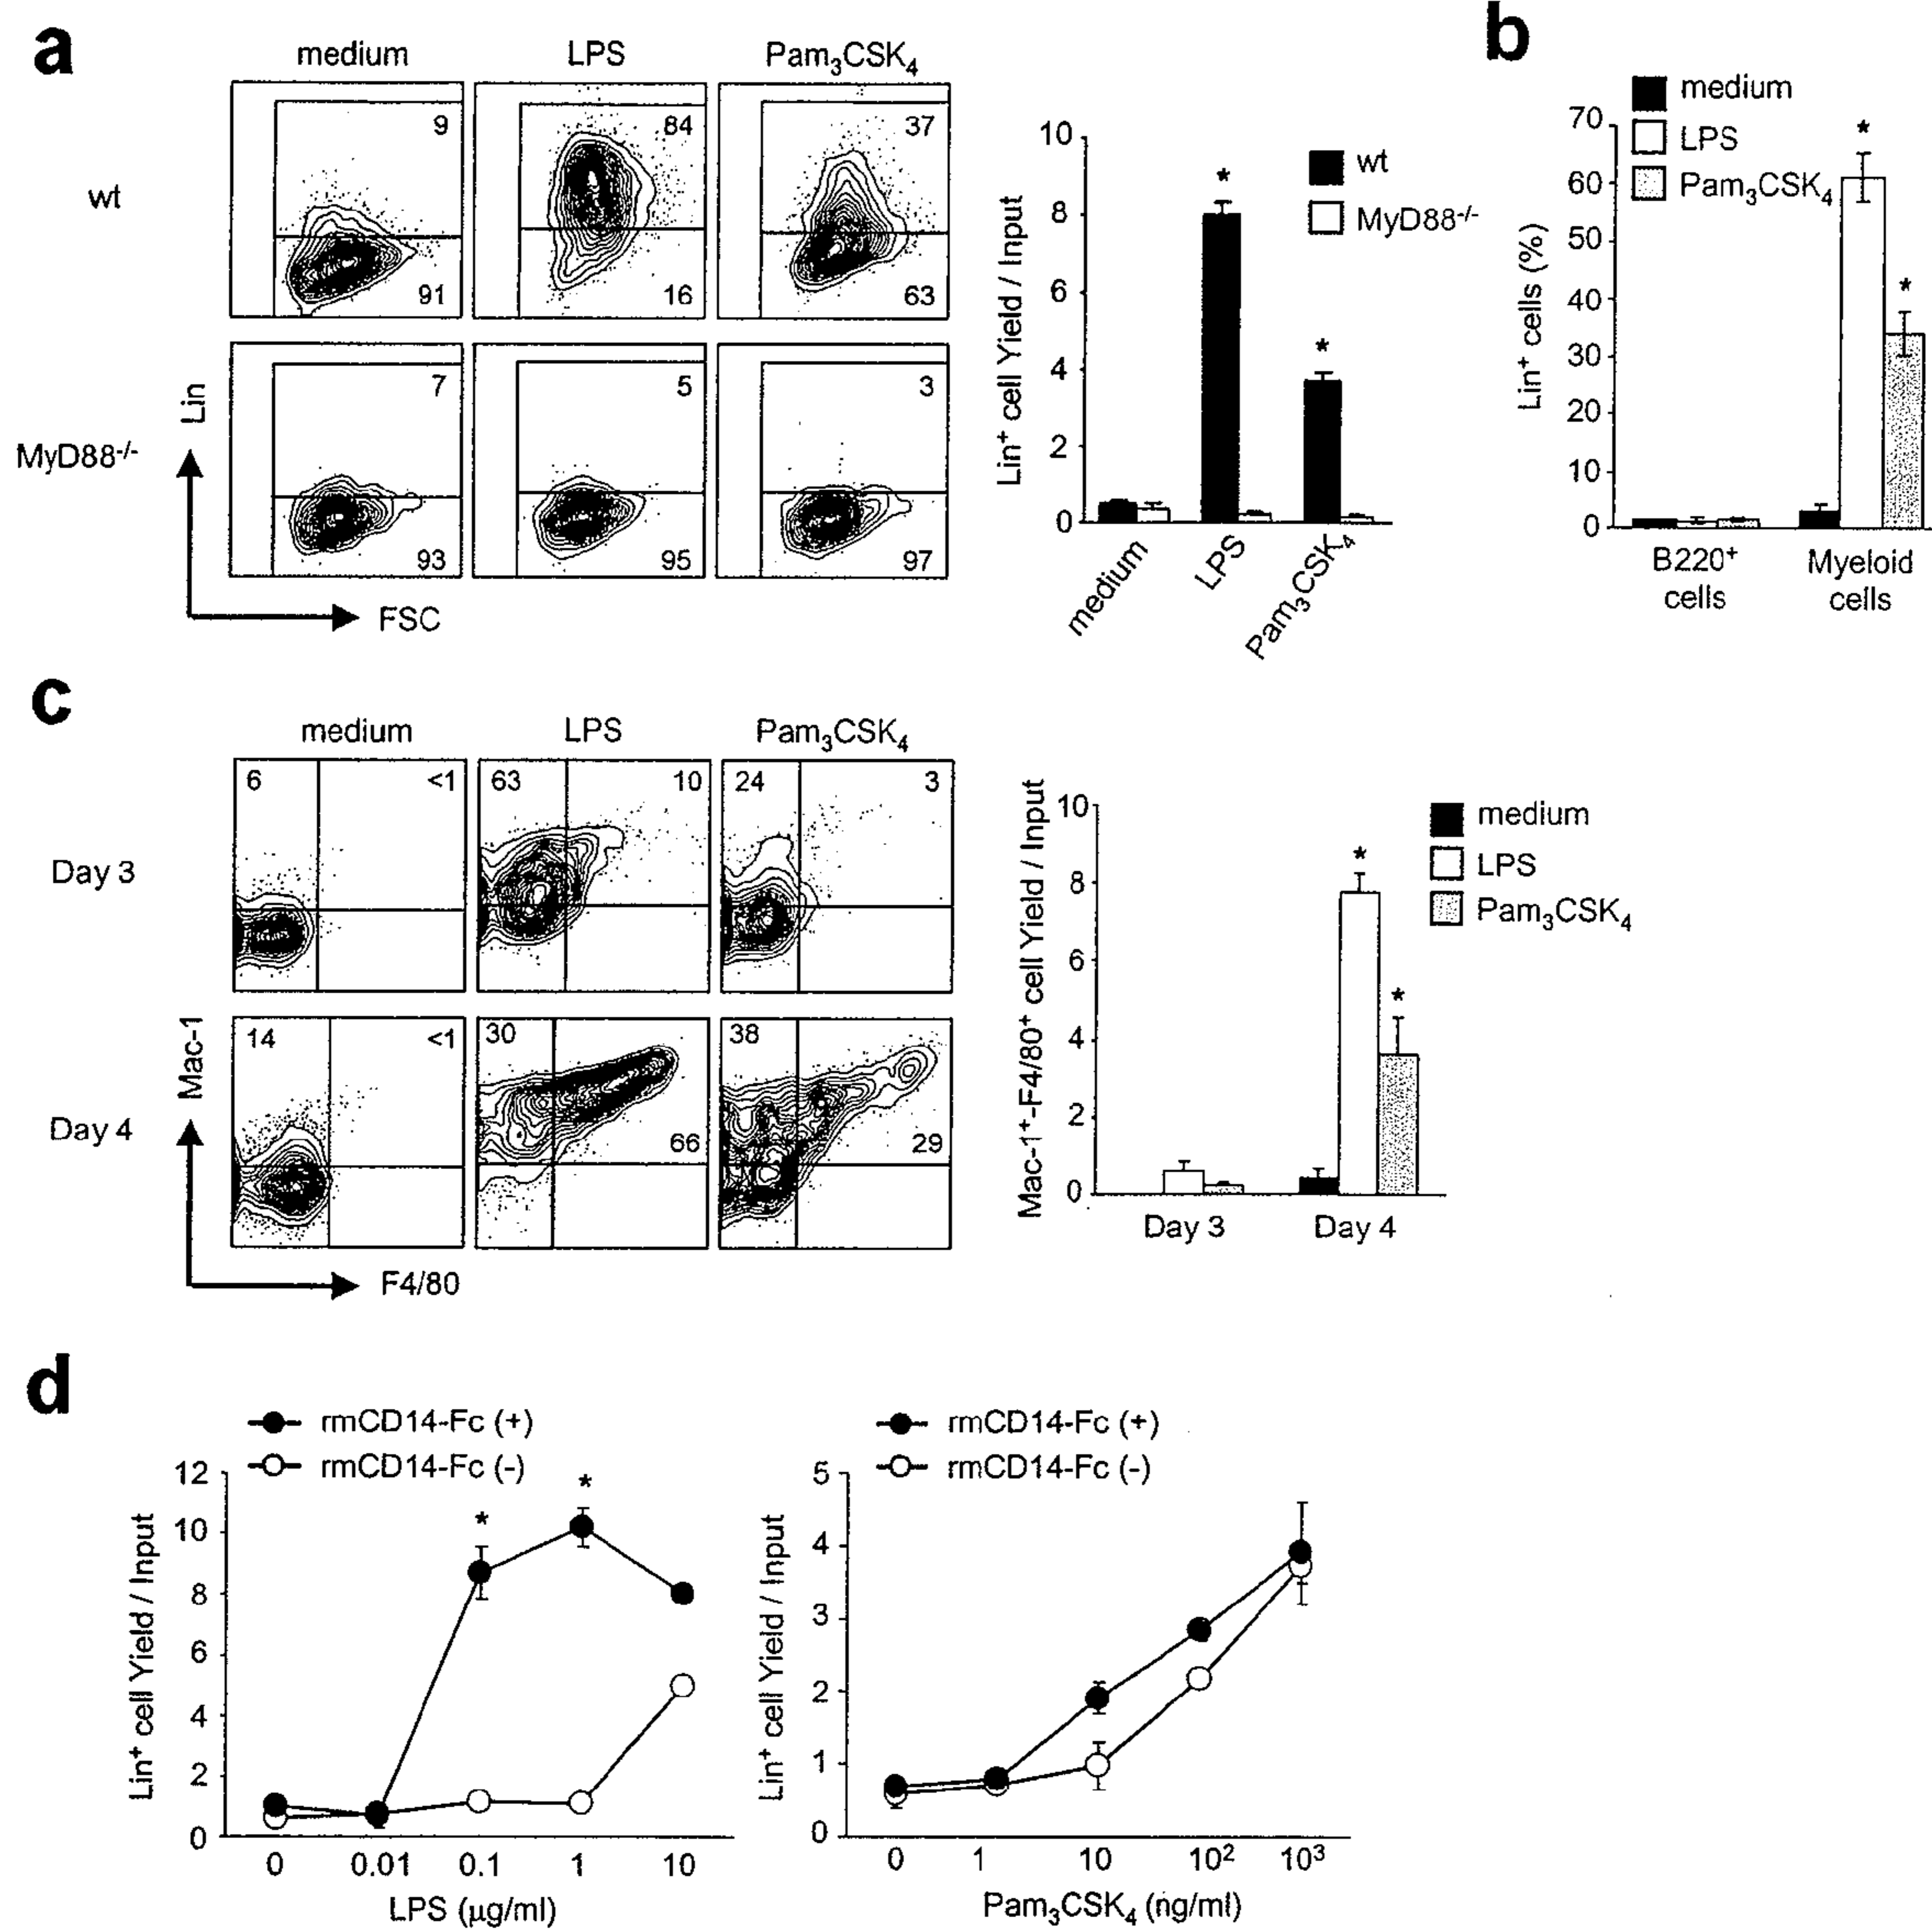 a
medium LPS Pam3CSK4
wt
9 84 37
91 16 63
MyD88-/-
7 5 3
93 95 97
Lin
FSC
Lin+ cell Yield / Input
10
8
6
4
2
0
wt
MyD88-/-
medium LPS Pam3CSK4
b
medium
LPS
Pam3CSK4
Lin+ cells (%)
70
60
50
40
30
20
10
0
* *
* *
B220+ cells
Myeloid cells
c
medium LPS Pam3CSK4
Day 3
6 <1 63 10 24 3
Day 4
14 <1 30 66 38 29
Mac-1
F4/80
Mac-1+-F4/80+ cell Yield / Input
10
8
6
4
2
0
* *
medium
LPS
Pam3CSK4
Day 3 Day 4
d
rmCD14-Fc (+)
rmCD14-Fc (-)
Lin+ cell Yield / Input
12
10
8
6
4
2
0
* *
0 0.01 0.1 1 10
LPS (μg/ml)
rmCD14-Fc (+)
rmCD14-Fc (-)
Lin+ cell Yield / Input
5
4
3
2
1
0
0 1 10 10² 10³
Pam3CSK4 (ng/ml)